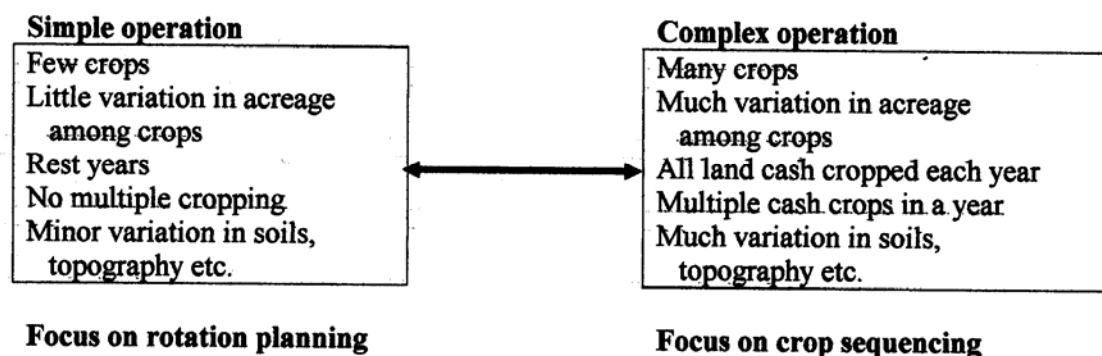 Simple operation
Few crops
Little variation in acreage
among crops
Rest years
No multiple cropping
Minor variation in soils,
topography etc.
Focus on rotation planning
Complex operation
Many crops
Much variation in acreage
among crops
All land cash cropped each year
Multiple cash crops in a year
Much variation in soils,
topography etc.
Focus on crop sequencing